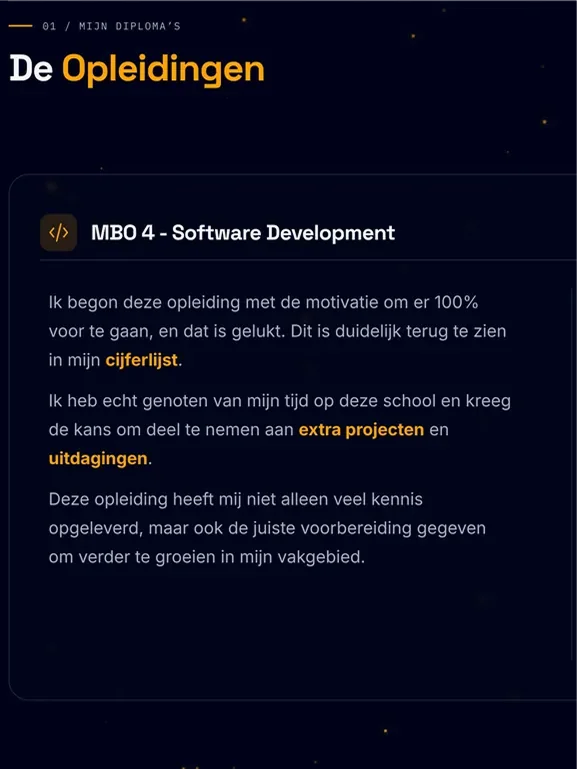 01 / MIJN DIPLOMA'S
De Opleidingen
</> MBO 4 - Software Development
Ik begon deze opleiding met de motivatie om er 100%
voor te gaan, en dat is gelukt. Dit is duidelijk terug te zien
in mijn cijferlijst.
Ik heb echt genoten van mijn tijd op deze school en kreeg
de kans om deel te nemen aan extra projecten en
uitdagingen.
Deze opleiding heeft mij niet alleen veel kennis
opgeleverd, maar ook de juiste voorbereiding gegeven
om verder te groeien in mijn vakgebied.